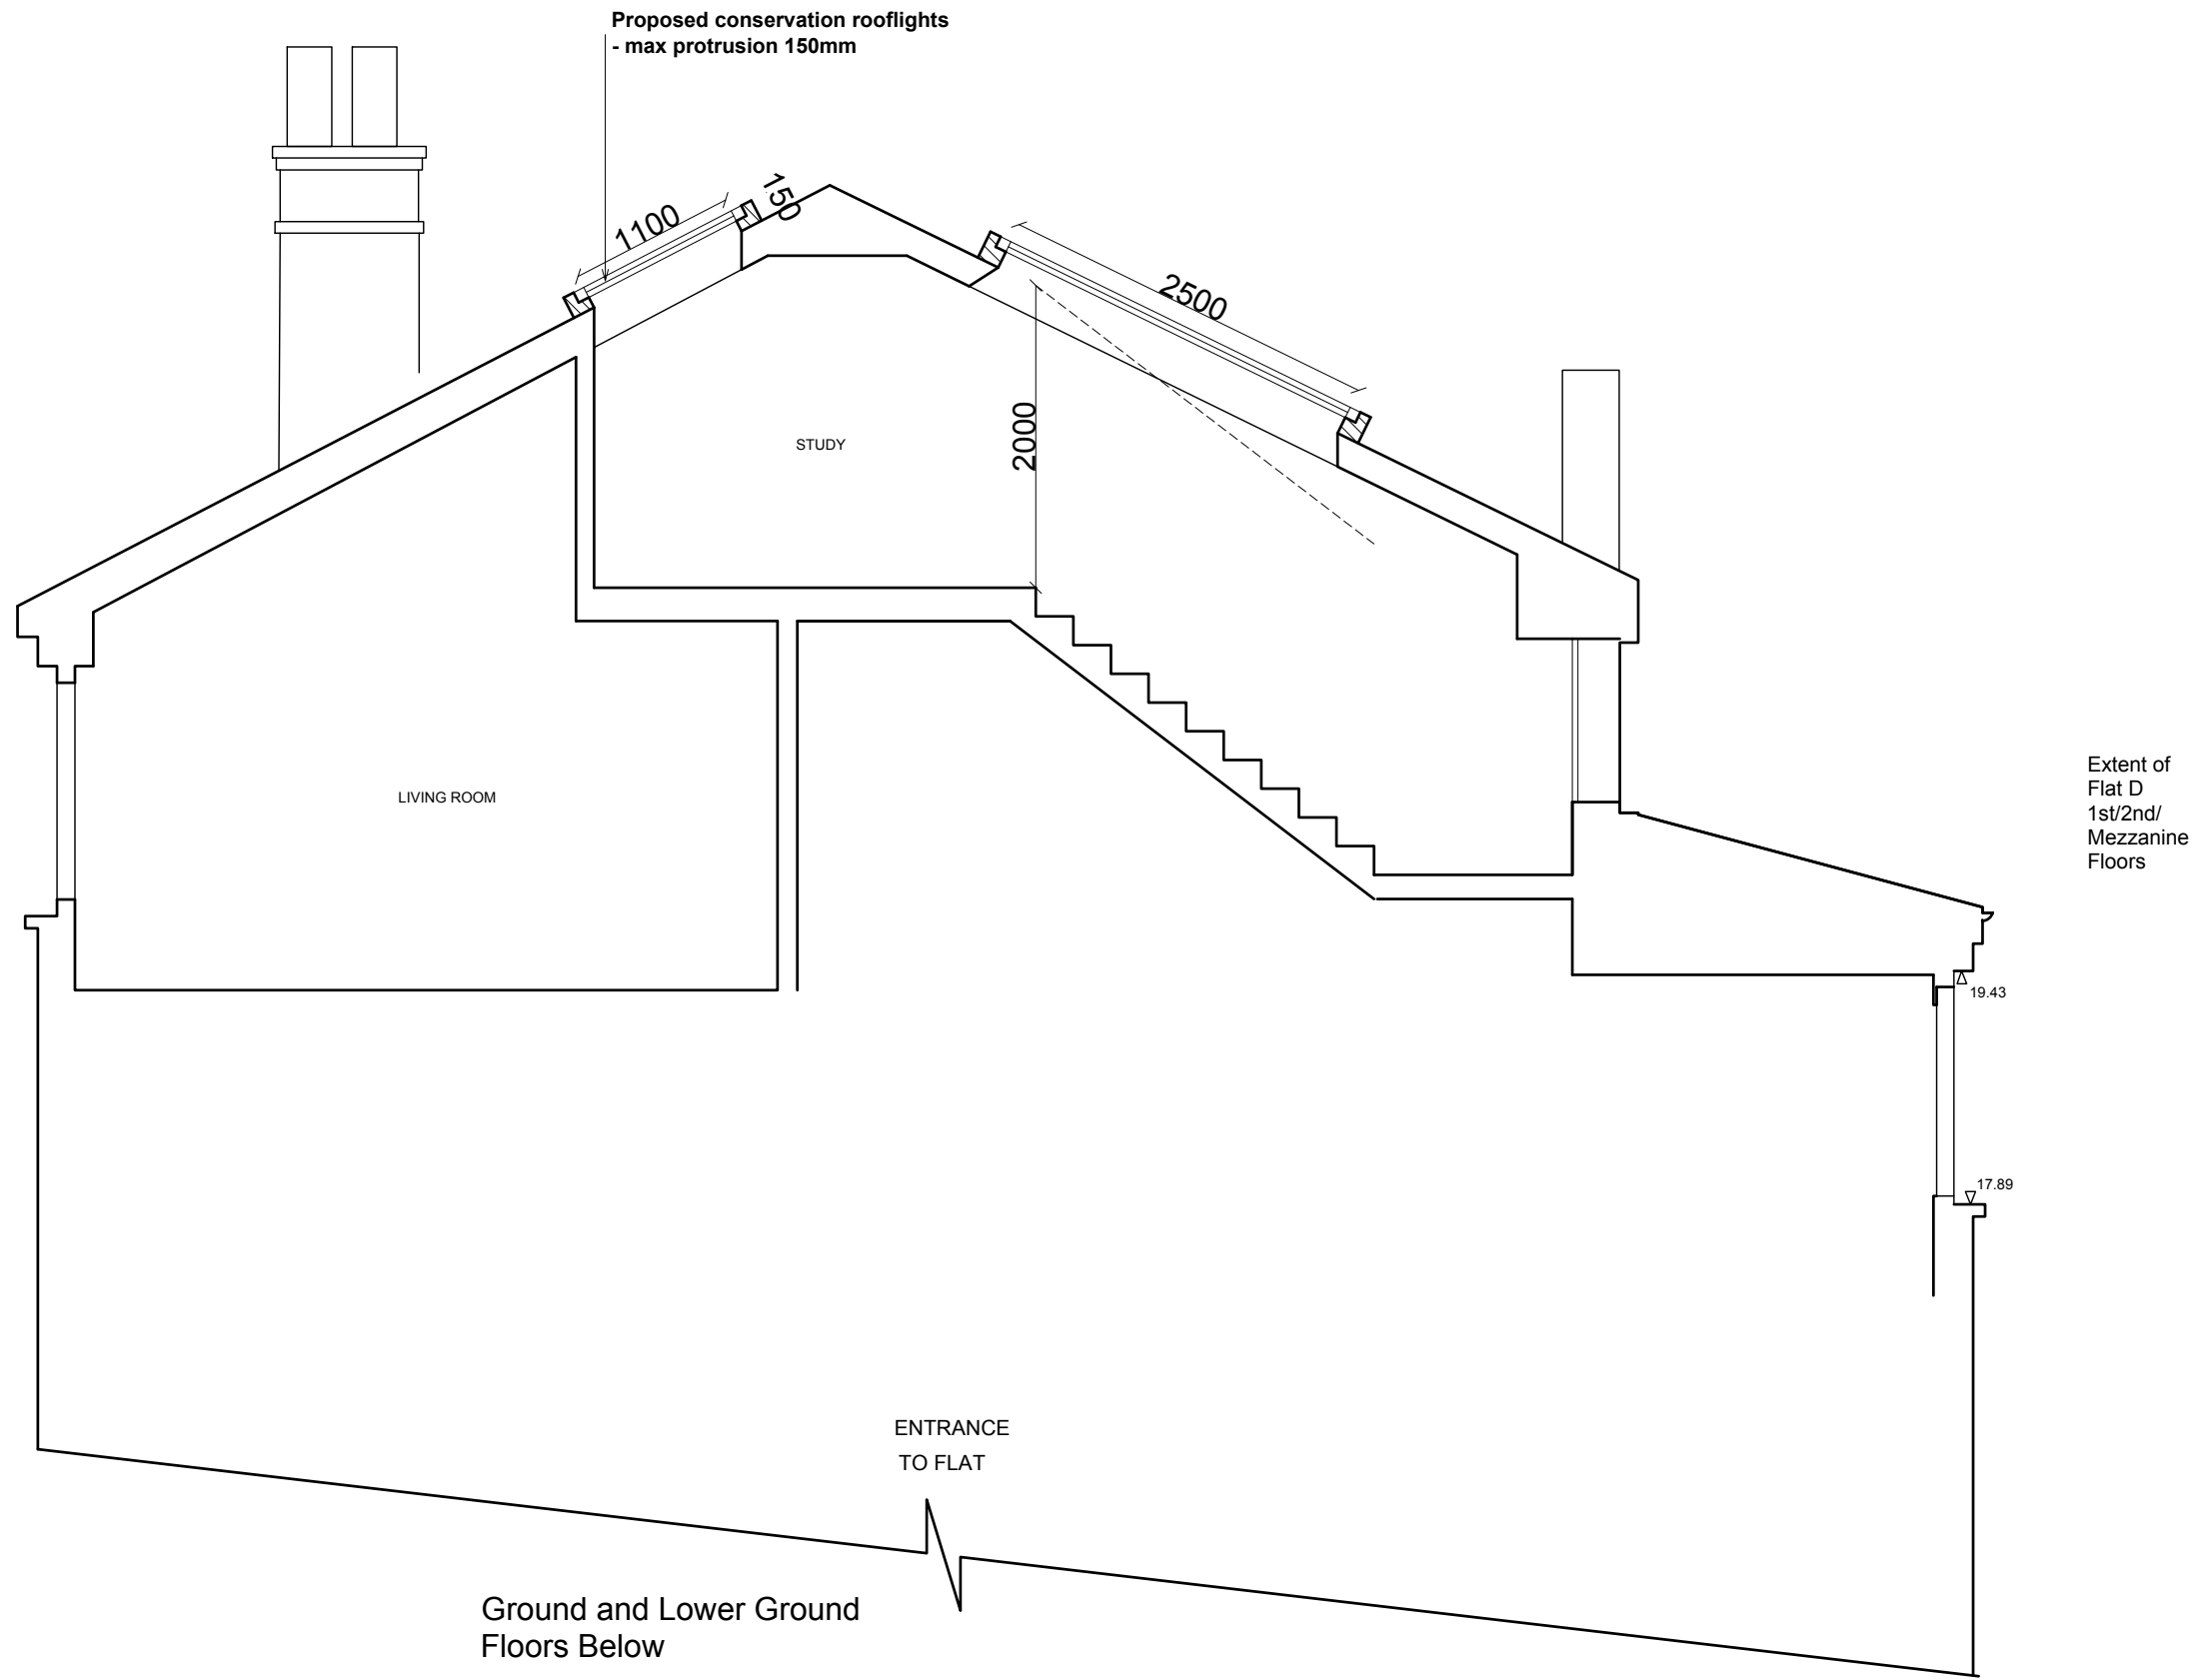 Proposed conservation rooflights
- max protrusion 150mm
1100
150
2500
2000
STUDY
LIVING ROOM
Extent of
Flat D
1st/2nd/
Mezzanine
Floors
19.43
17.89
ENTRANCE
TO FLAT
Ground and Lower Ground
Floors Below